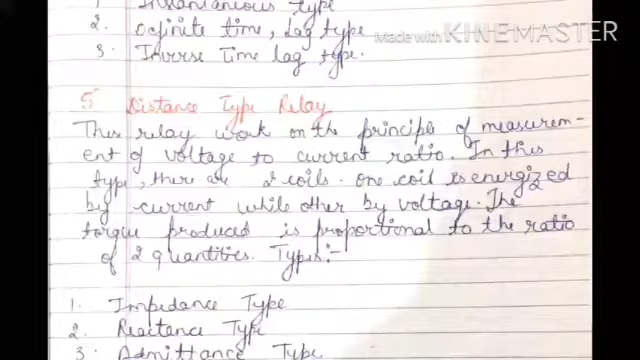 1. Instantaneous type
2. Definite time, Lag type
3. Inverse Time lag type.
Made with KINEMASTER
5 Distance Type Relay
This relay work on the principle of measurem-
ent of voltage to current ratio. In this
type, there are 2 coils. one coil is energized
by current while other by voltage. The
torque produced is proportional to the ratio
of 2 quantities. Types:-
1. Impedance Type
2. Reactance Type
3. Admittance Type